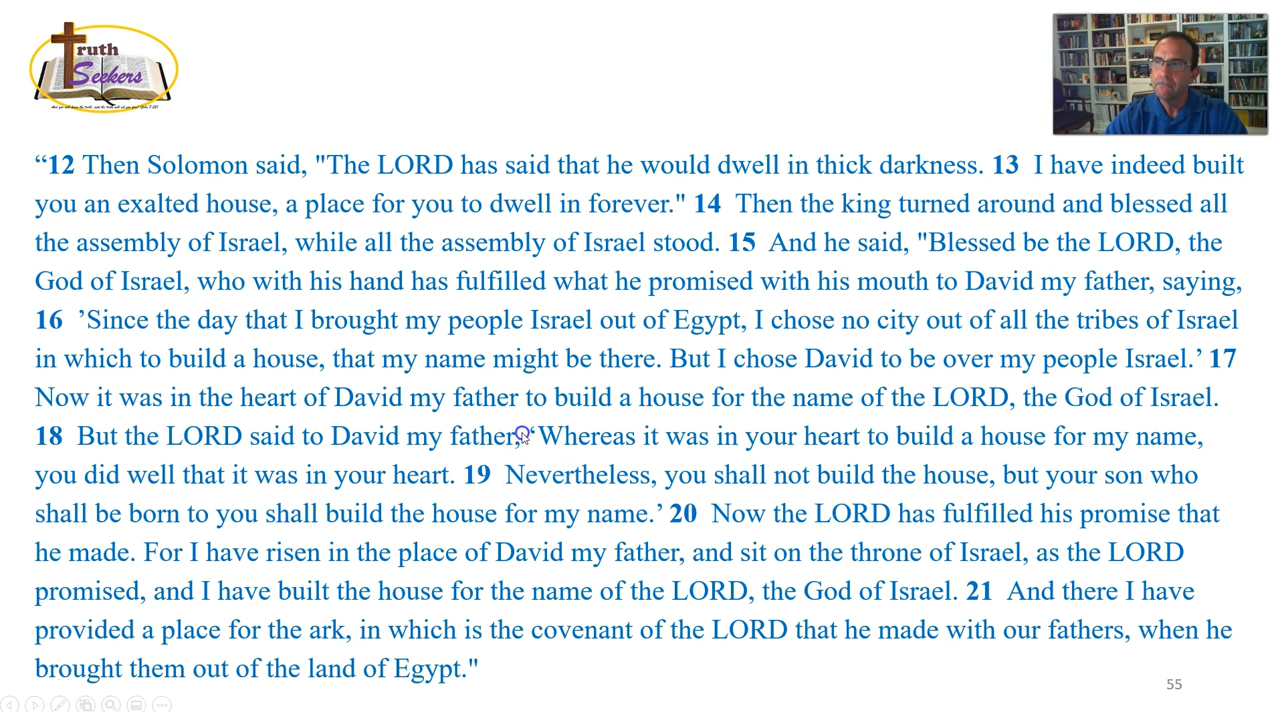 Truth
Seekers
“12 Then Solomon said, "The LORD has said that he would dwell in thick darkness. 13 I have indeed built
you an exalted house, a place for you to dwell in forever." 14 Then the king turned around and blessed all
the assembly of Israel, while all the assembly of Israel stood. 15 And he said, "Blessed be the LORD, the
God of Israel, who with his hand has fulfilled what he promised with his mouth to David my father, saying,
16 ’Since the day that I brought my people Israel out of Egypt, I chose no city out of all the tribes of Israel
in which to build a house, that my name might be there. But I chose David to be over my people Israel.’ 17
Now it was in the heart of David my father to build a house for the name of the LORD, the God of Israel.
18 But the LORD said to David my father, ‘Whereas it was in your heart to build a house for my name,
you did well that it was in your heart. 19 Nevertheless, you shall not build the house, but your son who
shall be born to you shall build the house for my name.’ 20 Now the LORD has fulfilled his promise that
he made. For I have risen in the place of David my father, and sit on the throne of Israel, as the LORD
promised, and I have built the house for the name of the LORD, the God of Israel. 21 And there I have
provided a place for the ark, in which is the covenant of the LORD that he made with our fathers, when he
brought them out of the land of Egypt."
55